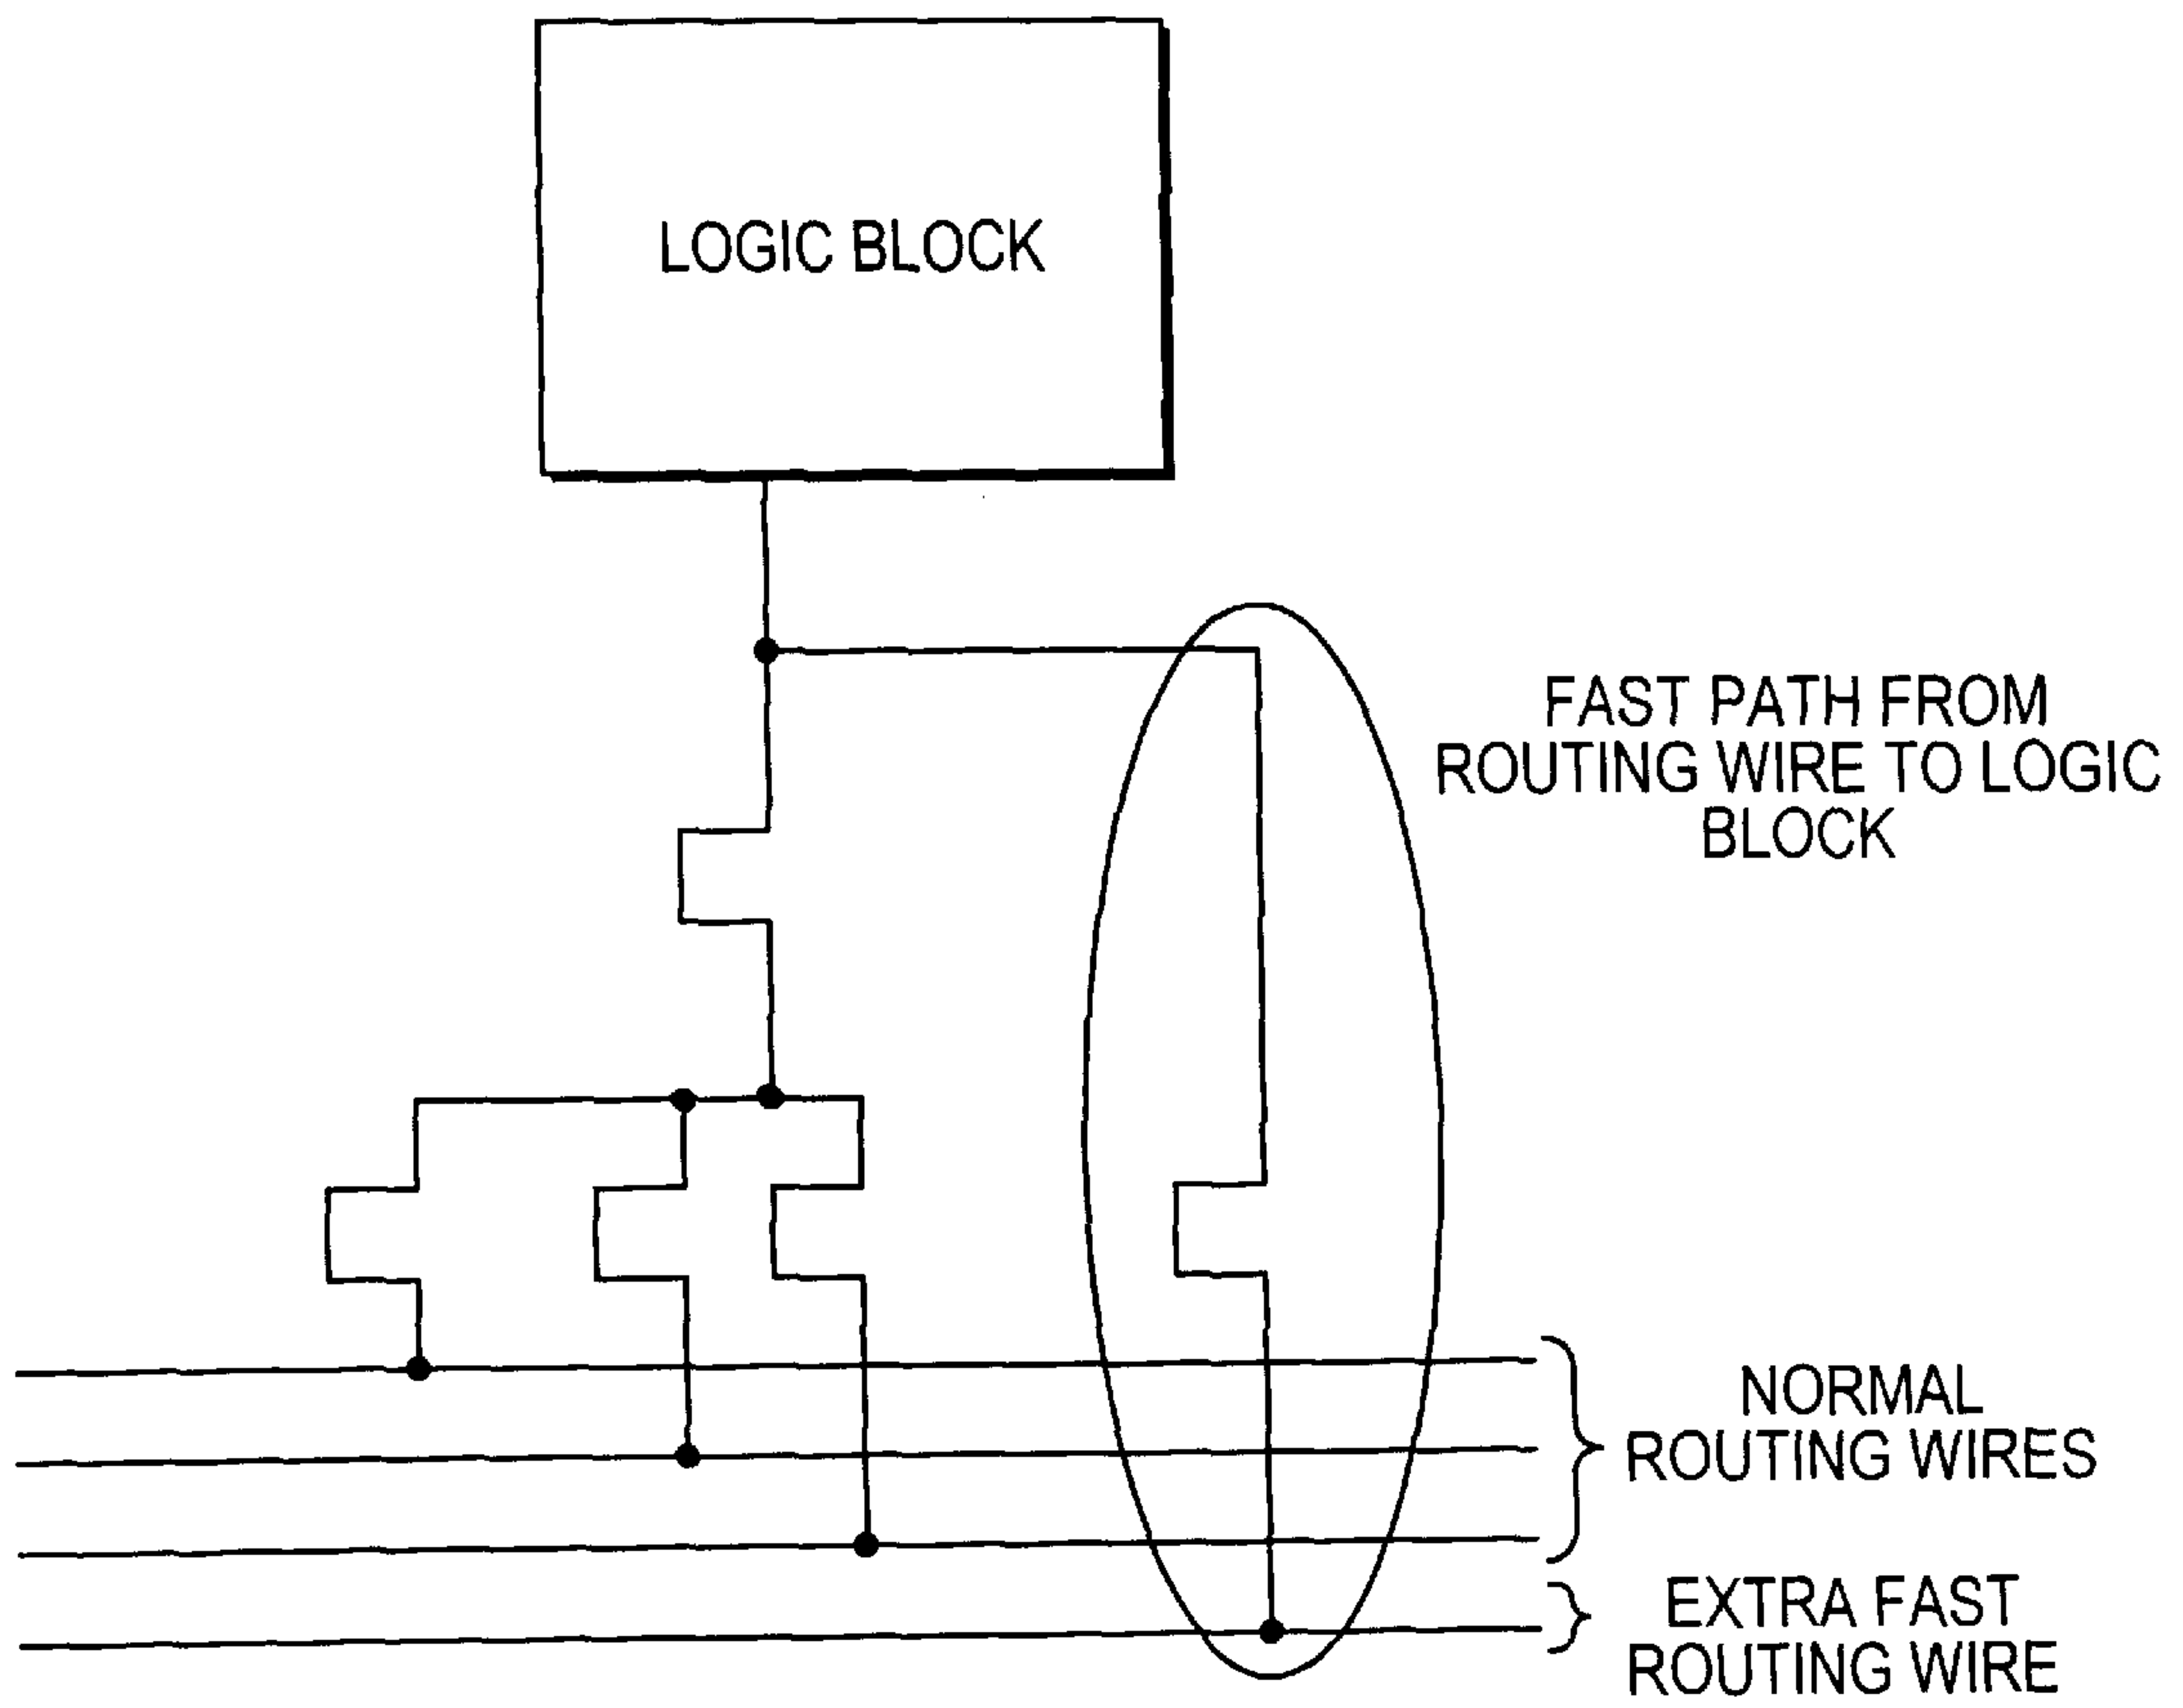 LOGIC BLOCK
FAST PATH FROM
ROUTING WIRE TO LOGIC
BLOCK
NORMAL
ROUTING WIRES
EXTRA FAST
ROUTING WIRE